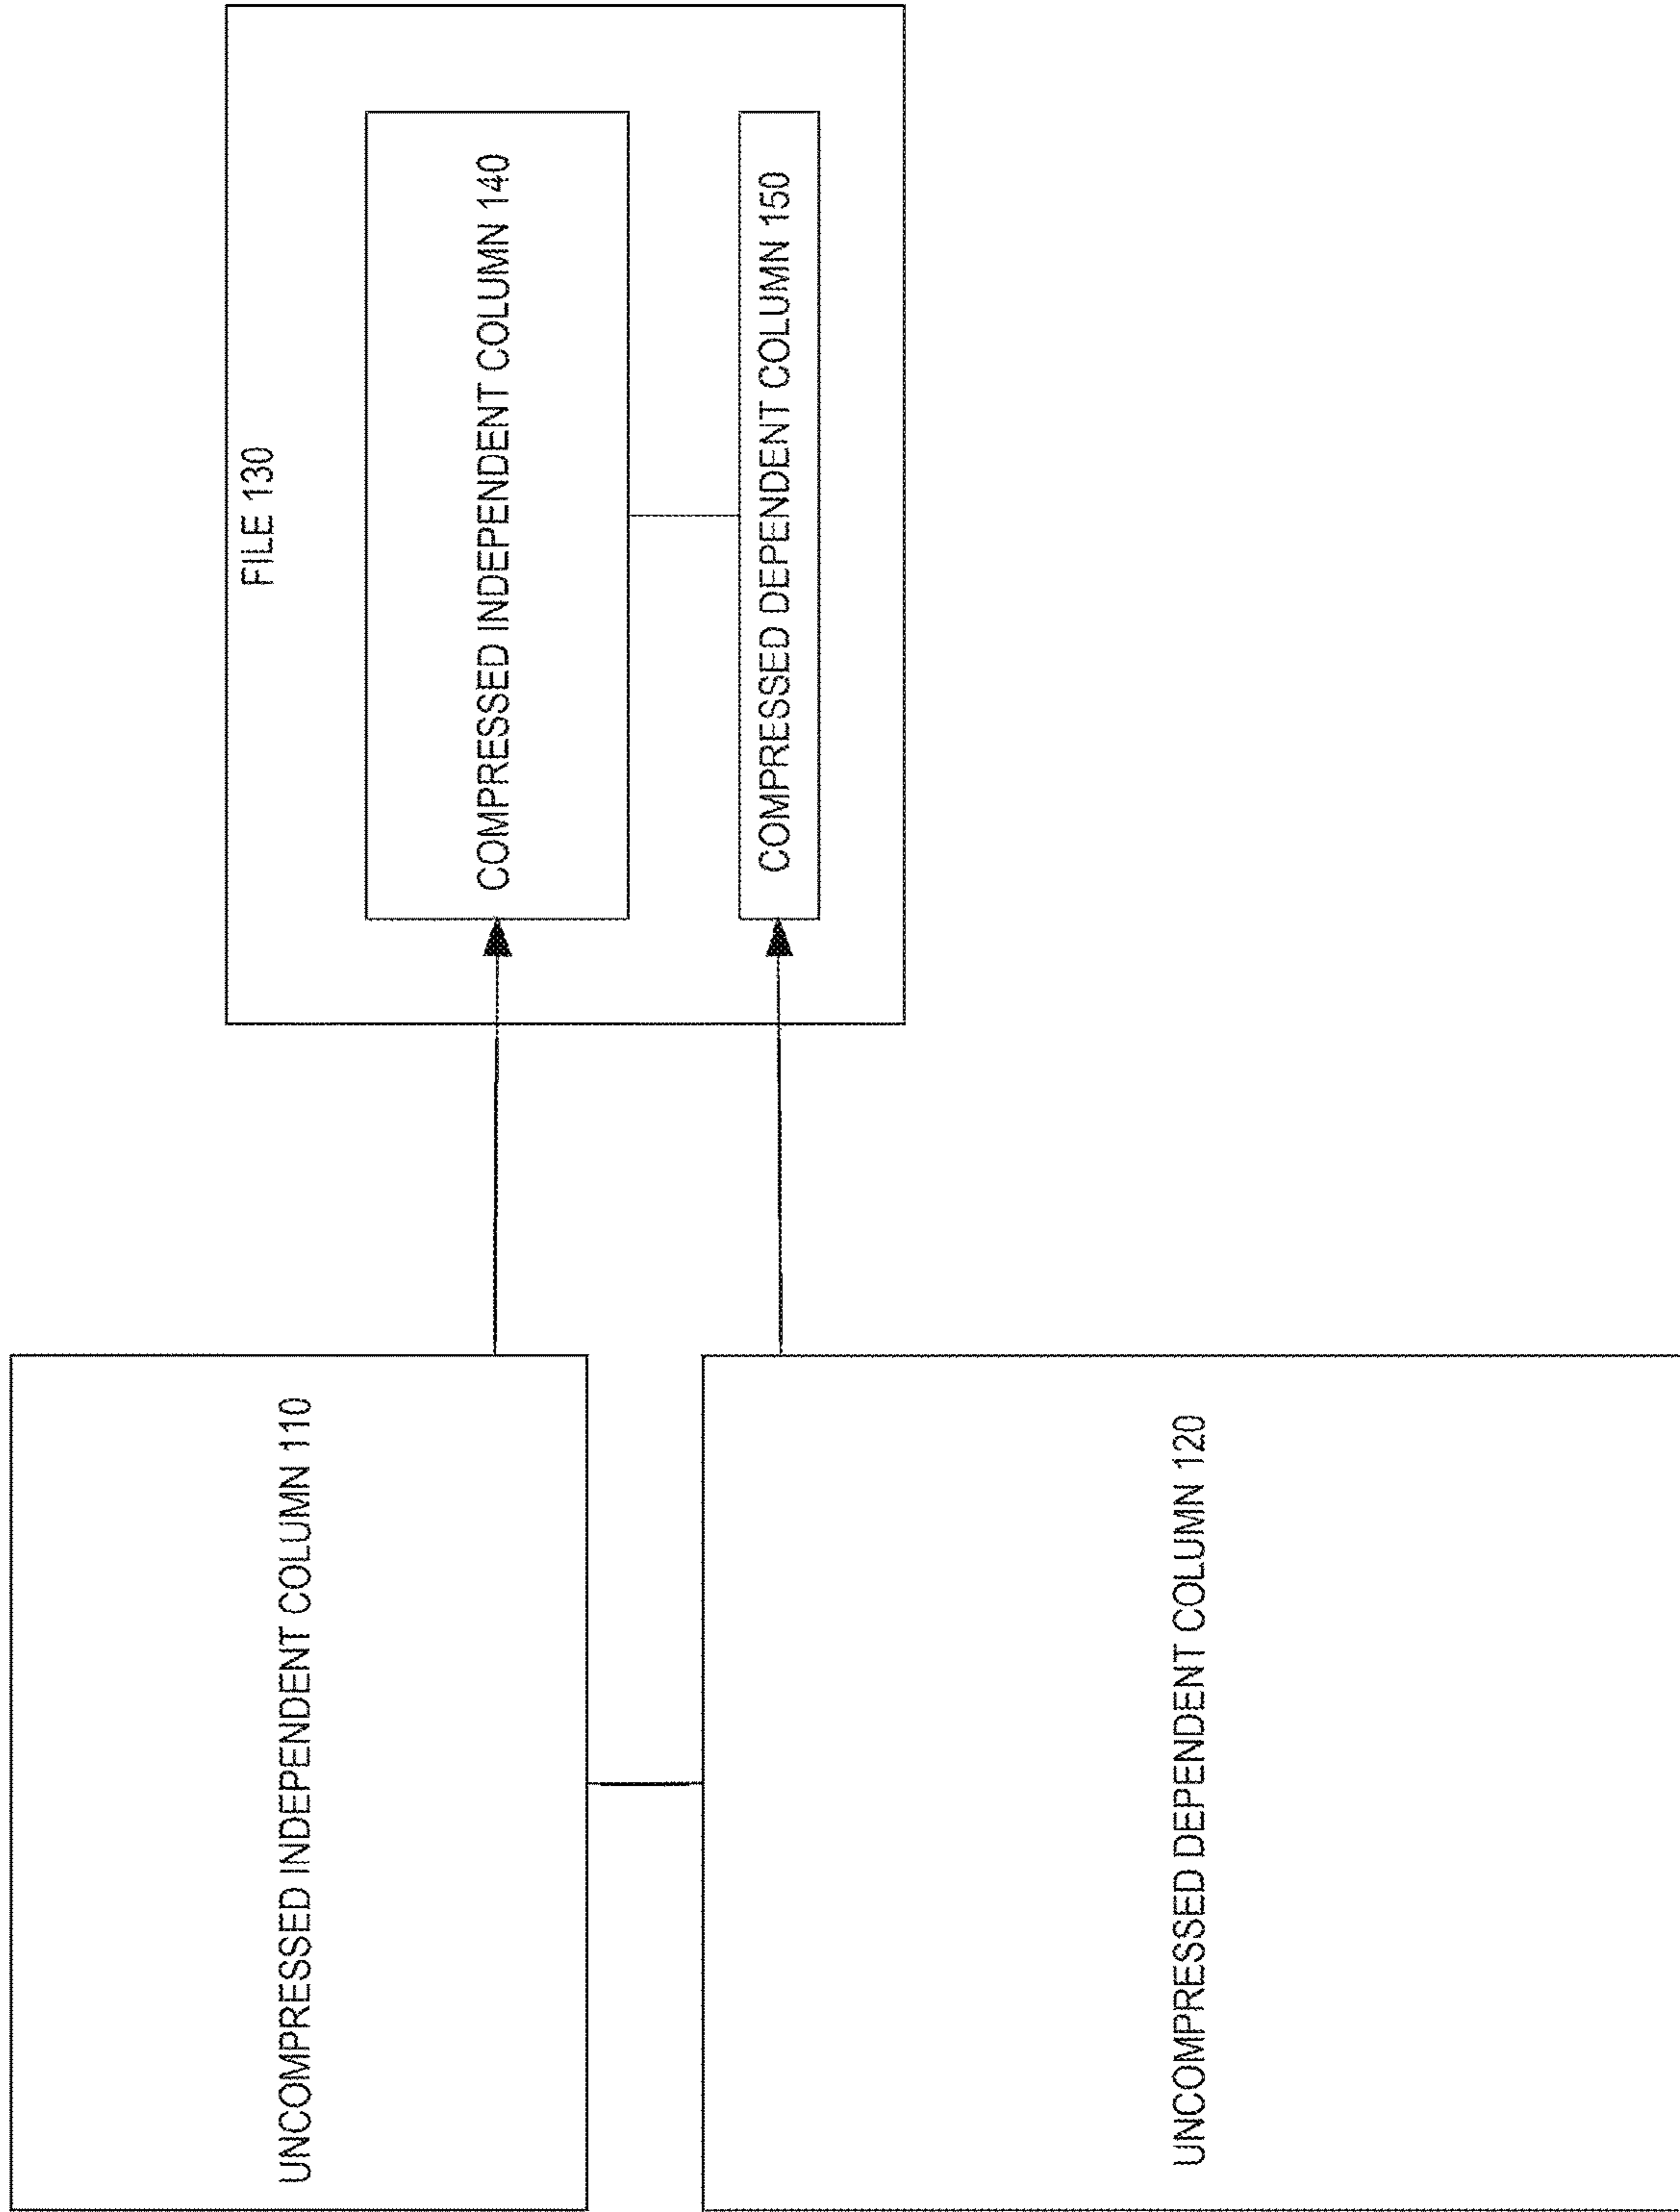 FILE 130
COMPRESSED INDEPENDENT COLUMN 140
COMPRESSED DEPENDENT COLUMN 150
UNCOMPRESSED INDEPENDENT COLUMN 110
UNCOMPRESSED DEPENDENT COLUMN 120